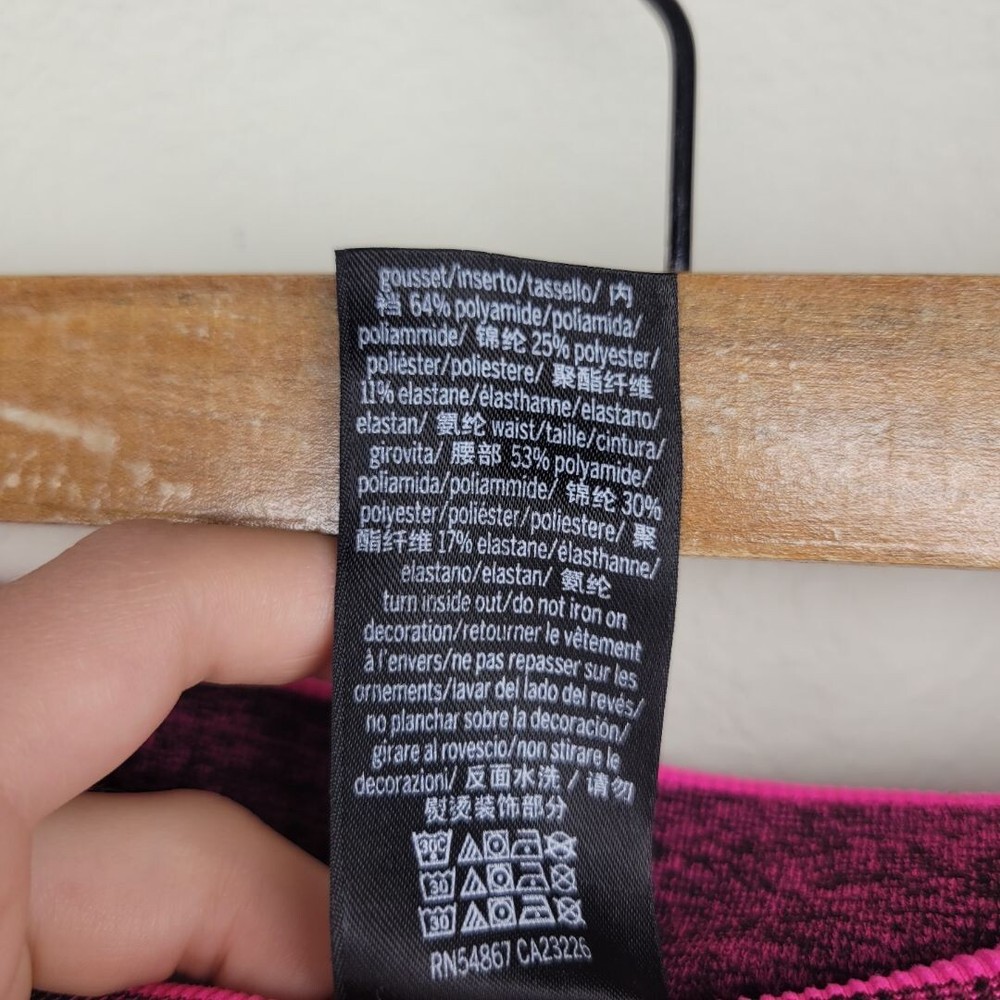 gousset/inserto/tassello/ 内
裆 64% polyamide/poliamida/
poliammide/ 锦纶 25% polyester/
poliéster/poliestere/ 聚酯纤维
11% elastane/élasthanne/elastano/
elastan/ 氨纶 waist/taille/cintura/
girovita/ 腰部 53% polyamide/
poliamida/poliammide/ 锦纶 30%
polyester/poliéster/poliestere/ 聚
酯纤维 17% elastane/élasthanne/
elastano/elastan/ 氨纶
turn inside out/do not iron on
decoration/retourner le vêtement
à l'envers/ne pas repasser sur les
ornements/lavar del lado del revés/
no planchar sobre la decoración/
girare al rovescio/non stirare le
decorazioni/ 反面水洗 / 请勿
熨烫装饰部分
30C
30
30
RN54867 CA23226